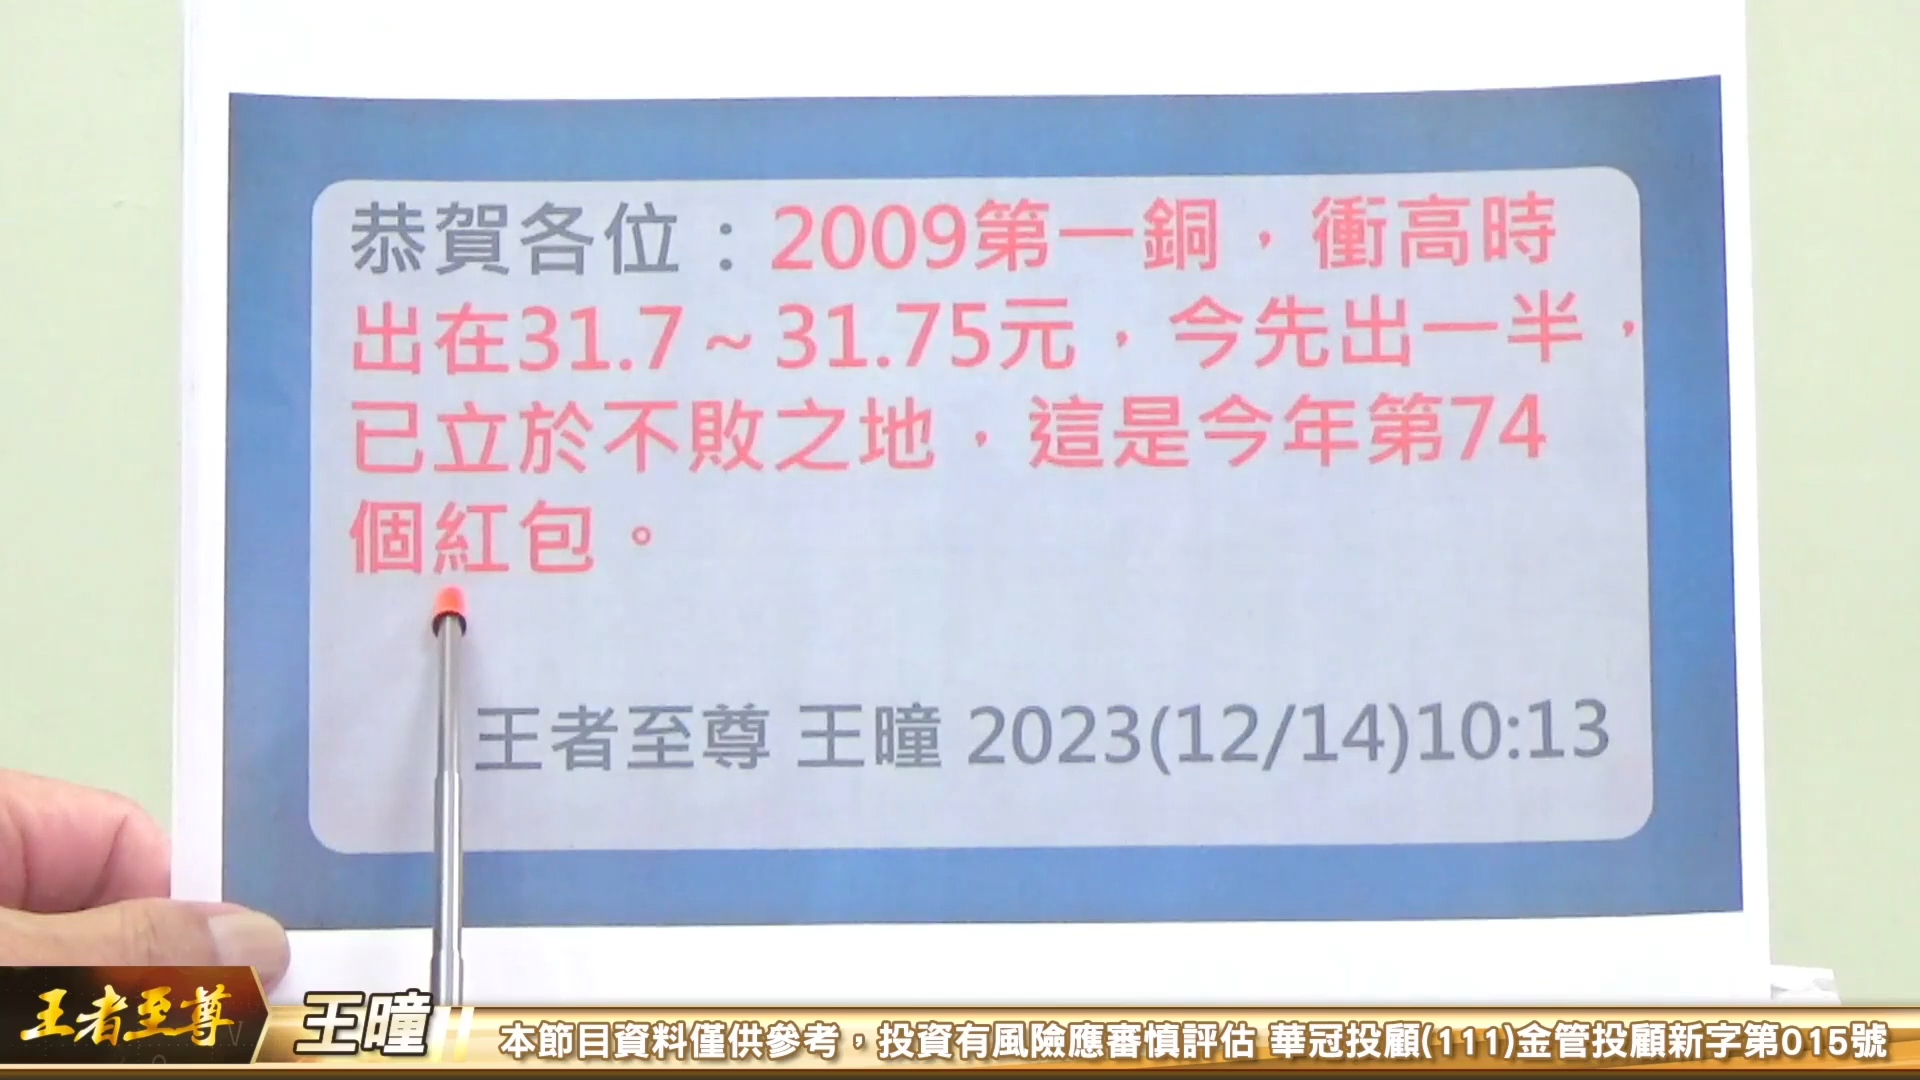 恭賀各位：2009第一銅，衝高時
出在31.7～31.75元，今先出一半，
已立於不敗之地，這是今年第74
個紅包。
王者至尊 王曈 2023(12/14)10:13
王者至尊
王曈
本節目資料僅供參考，投資有風險應審慎評估 華冠投顧(111)金管投顧新字第015號